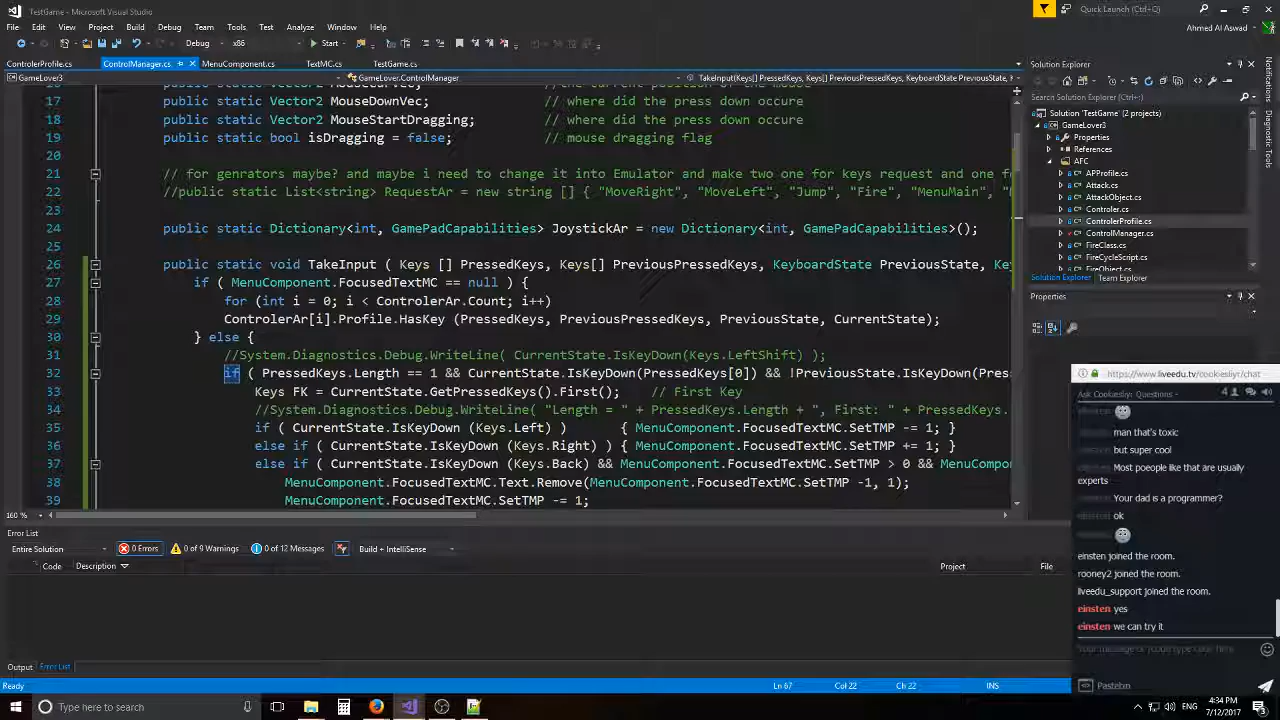 TestGame - Microsoft Visual Studio
Quick Launch (Ctrl+Q)
File Edit View Project Build Debug Team Tools Test Analyze Window Help
Ahmed Al Aswad
Debug x86 Start
ControlerProfile.cs ControlManager.cs MenuComponent.cs TextMC.cs TestGame.cs
GameLover3 GameLover.ControlManager TakeInput(Keys[] PressedKeys, Keys[] PreviousPressedKeys, KeyboardState PreviousState,
17 public static Vector2 MouseDownVec; // where did the press down occure
18 public static Vector2 MouseStartDragging; // where did the press down occure
19 public static bool isDragging = false; // mouse dragging flag
20
21 // for genrators maybe? and maybe i need to change it into Emulator and make two one for keys request and one f
22 //public static List<string> RequestAr = new string [] { "MoveRight", "MoveLeft", "Jump", "Fire", "MenuMain",
23
24 public static Dictionary<int, GamePadCapabilities> JoystickAr = new Dictionary<int, GamePadCapabilities>();
25
26 public static void TakeInput ( Keys [] PressedKeys, Keys[] PreviousPressedKeys, KeyboardState PreviousState, Ke
27 if ( MenuComponent.FocusedTextMC == null ) {
28 for (int i = 0; i < ControlerAr.Count; i++)
29 ControlerAr[i].Profile.HasKey (PressedKeys, PreviousPressedKeys, PreviousState, CurrentState);
30 } else {
31 //System.Diagnostics.Debug.WriteLine( CurrentState.IsKeyDown(Keys.LeftShift) );
32 if ( PressedKeys.Length == 1 && CurrentState.IsKeyDown(PressedKeys[0]) && !PreviousState.IsKeyDown(Pres
33 Keys FK = CurrentState.GetPressedKeys().First(); // First Key
34 //System.Diagnostics.Debug.WriteLine( "Length = " + PressedKeys.Length + ", First: " + PressedKeys.
35 if ( CurrentState.IsKeyDown (Keys.Left) ) { MenuComponent.FocusedTextMC.SetTMP -= 1; }
36 else if ( CurrentState.IsKeyDown (Keys.Right) ) { MenuComponent.FocusedTextMC.SetTMP += 1; }
37 else if ( CurrentState.IsKeyDown (Keys.Back) && MenuComponent.FocusedTextMC.SetTMP > 0 && MenuCompo
38 MenuComponent.FocusedTextMC.Text.Remove(MenuComponent.FocusedTextMC.SetTMP -1, 1);
39 MenuComponent.FocusedTextMC.SetTMP -= 1;
160 %
Solution Explorer
Search Solution Explorer (Ctrl+;)
Solution 'TestGame' (2 projects)
GameLover3
Properties
References
AFC
APProfile.cs
Attack.cs
AttackObject.cs
Controler.cs
ControlerProfile.cs
ControlManager.cs
FireClass.cs
FireCycleScript.cs
FireObject.cs
Solution Explorer Team Explorer
Properties
Notifications
Diagnostic Tools
https://www.liveedu.tv/cookiesliyr/chat
Ask Cookiesliy: Questions - 4
man that's toxic
but super cool
Most poeople like that are usually
experts
Your dad is a programmer?
ok
einsten joined the room.
rooney2 joined the room.
liveedu_support joined the room.
einsten yes
einsten we can try it
Pastebin
Error List
Entire Solution 0 Errors 0 of 9 Warnings 0 of 12 Messages Build + IntelliSense
Code Description Project File
Output Error List
Ready Ln 67 Col 22 Ch 22 INS
Type here to search
4:34 PM
7/12/2017